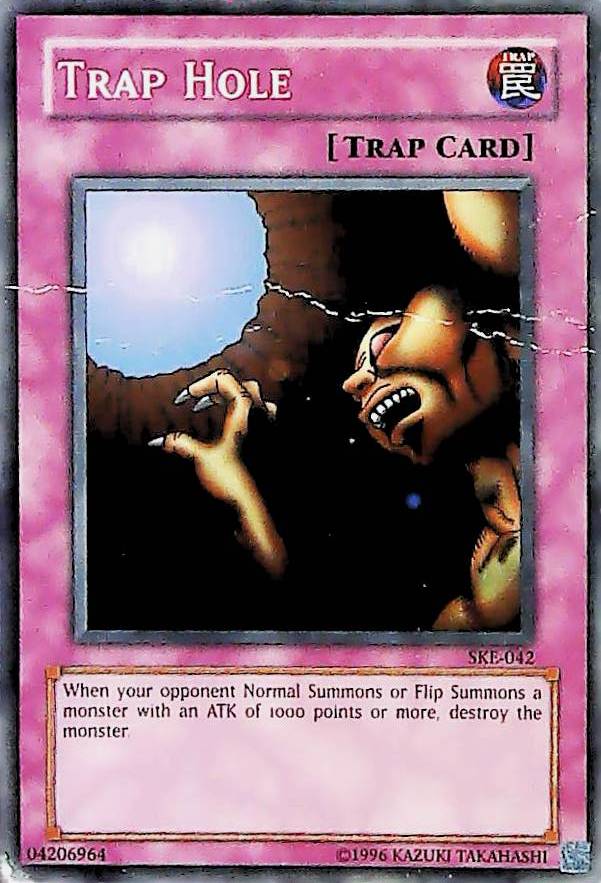 TRAP HOLE
TRAP
罠
[TRAP CARD]
SKE-042
When your opponent Normal Summons or Flip Summons a
monster with an ATK of 1000 points or more, destroy the
monster.
04206964
©1996 KAZUKI TAKAHASHI